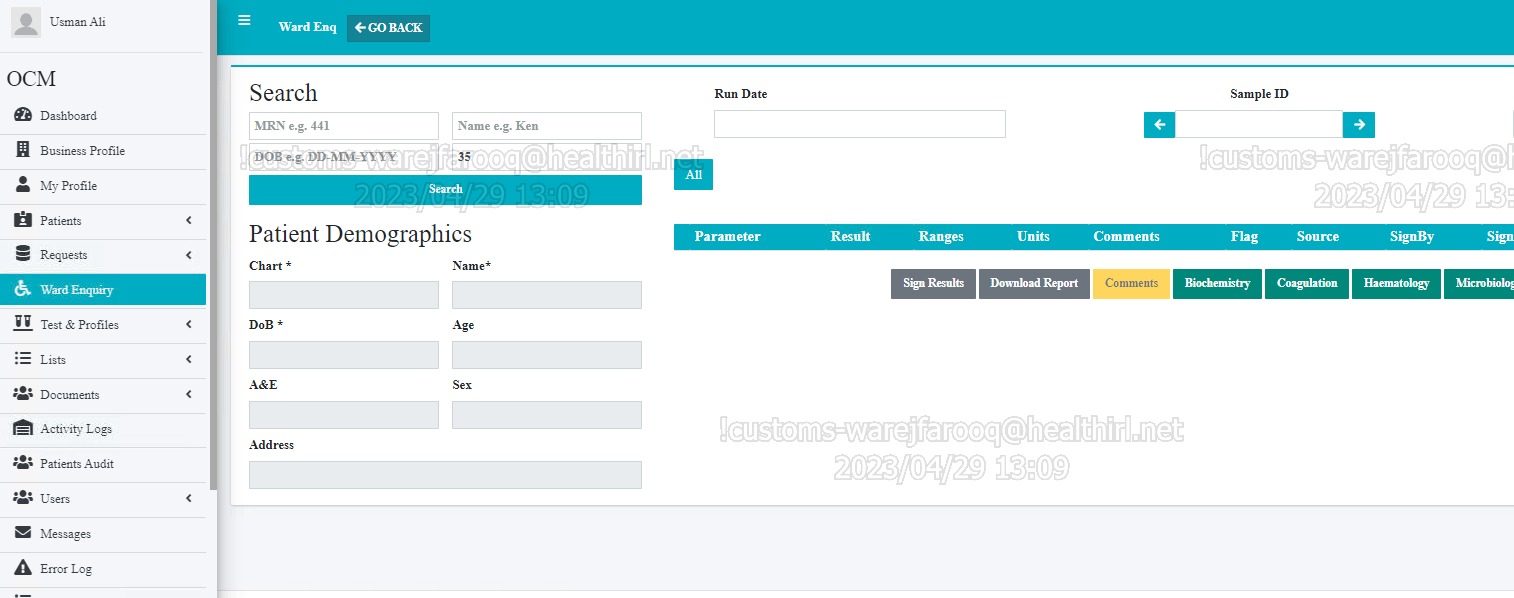 Usman Ali
OCM
Dashboard
Business Profile
My Profile
Patients
Requests
Ward Enquiry
Test & Profiles
Lists
Documents
Activity Logs
Patients Audit
Users
Messages
Error Log
Ward Enq GO BACK
Search
MRN e.g. 441 Name e.g. Ken
DOB e.g. DD-MM-YYYY 35
Search
Patient Demographics
Chart * Name*
DoB * Age
A&E Sex
Address
Run Date Sample ID
All
Parameter Result Ranges Units Comments Flag Source SignBy Sign
Sign Results Download Report Comments Biochemistry Coagulation Haematology Microbiolog
!customs-warejfarooq@healthirl.net
2023/04/29 13:09
!customs-warejfarooq@h
2023/04/29 13:
!customs-warejfarooq@healthirl.net
2023/04/29 13:09